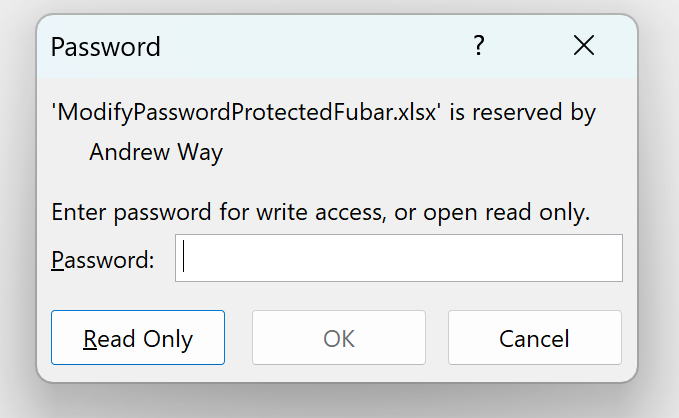 Password ?
'ModifyPasswordProtectedFubar.xlsx' is reserved by
Andrew Way
Enter password for write access, or open read only.
Password:
Read Only OK Cancel